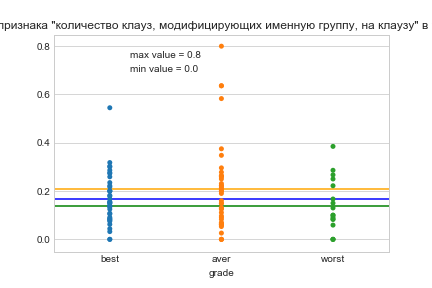 признака "количество клауз, модифицирующих именную группу, на клаузу" в
0.8
max value = 0.8
min value = 0.0
0.6
0.4
0.2
0.0
best aver worst
grade